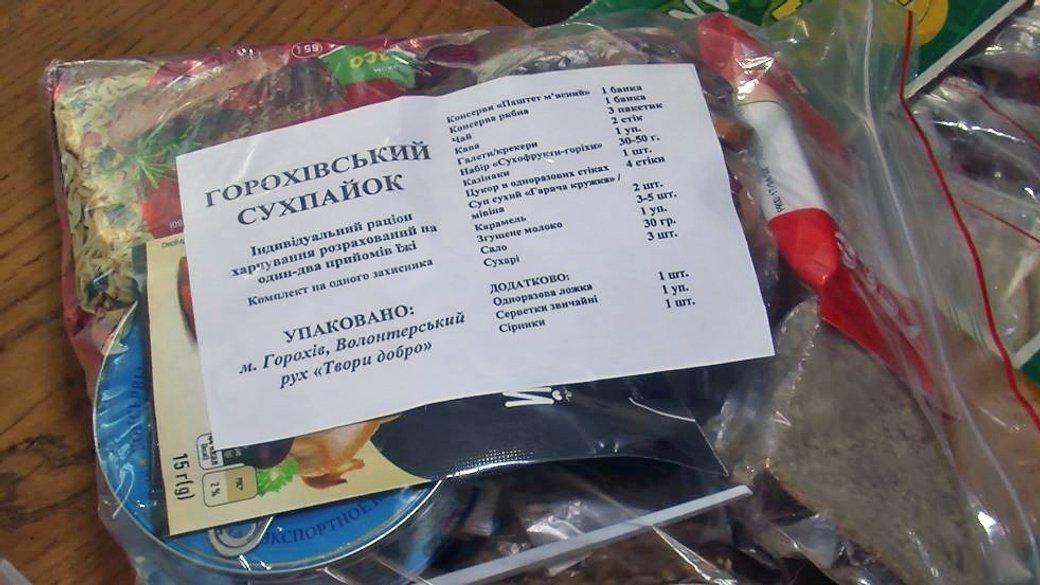 ГОРОХІВСЬКИЙ
СУХПАЙОК
Індивідуальний раціон
харчування розрахований на
один-два прийомів їжі
Комплект на одного захисника
УПАКОВАНО:
м. Горохів, Волонтерський
рух «Твори добро»
Консерви «Паштет м'ясний» 1 банка
Консерва рибна 1 банка
Чай 3 пакетик
Кава 2 стік
Галети/крекери 1 уп.
Набір «Сухофрукти-горіхи» 30-50 г.
Казінаки 1 шт.
Цукор в одноразових стіках 4 стіки
Суп сухий «Гаряча кружка» /
мівіна 2 шт.
Карамель 3-5 шт.
Згущене молоко 1 уп.
Сало 30 гр.
Сухарі 3 шт.
ДОДАТКОВО:
Одноразова ложка 1 шт.
Серветки звичайні 1 уп.
Сірники 1 шт.
15 г(g)
2 %
ЭКСПОРТНОЕ